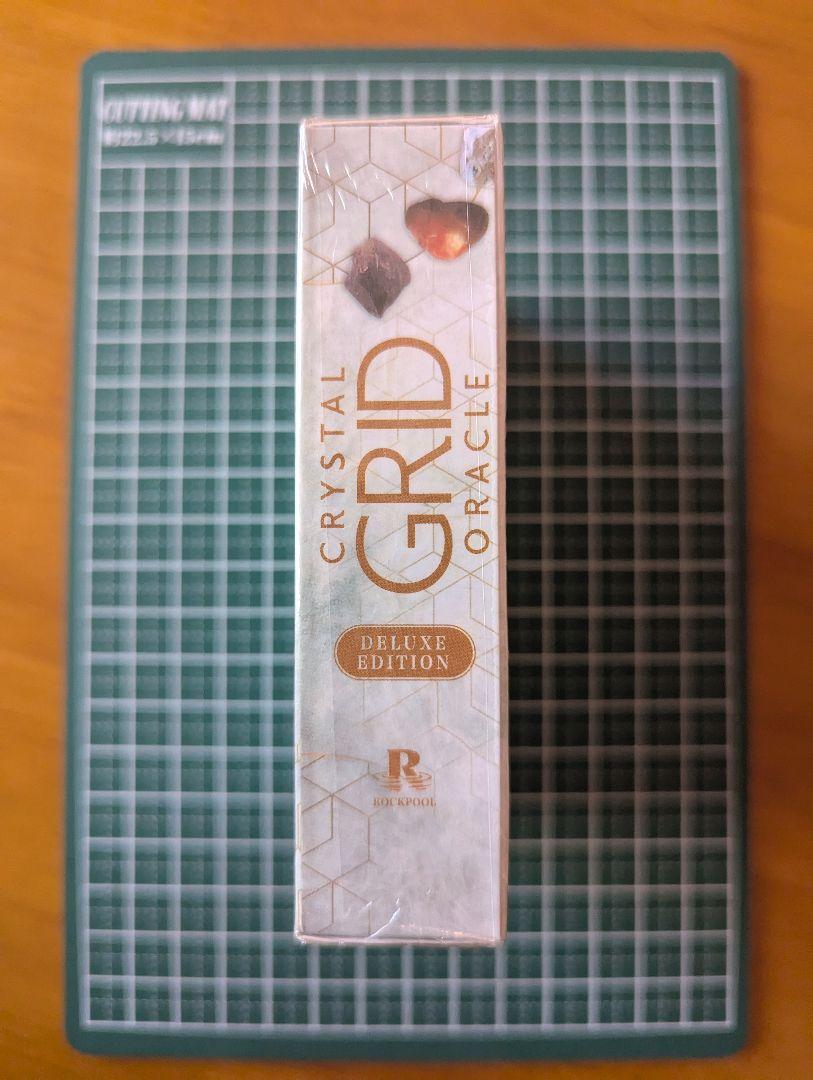 CUTTING MAT
CRYSTAL
GRID
ORACLE
DELUXE
EDITION
R
ROCKPOOL